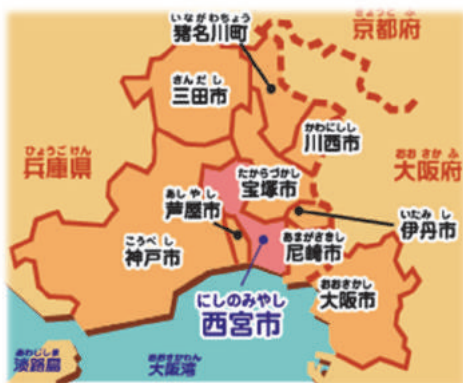 いながわちょう
猪名川町
きょうとふ
京都府
さんだし
三田市
かわにしし
川西市
ひょうごけん
兵庫県
たからづかし
宝塚市
おおさかふ
大阪府
あしやし
芦屋市
いたみし
伊丹市
こうべし
神戸市
あまがさきし
尼崎市
おおさかし
大阪市
にしのみやし
西宮市
あわじしま
淡路島
おおさかわん
大阪湾